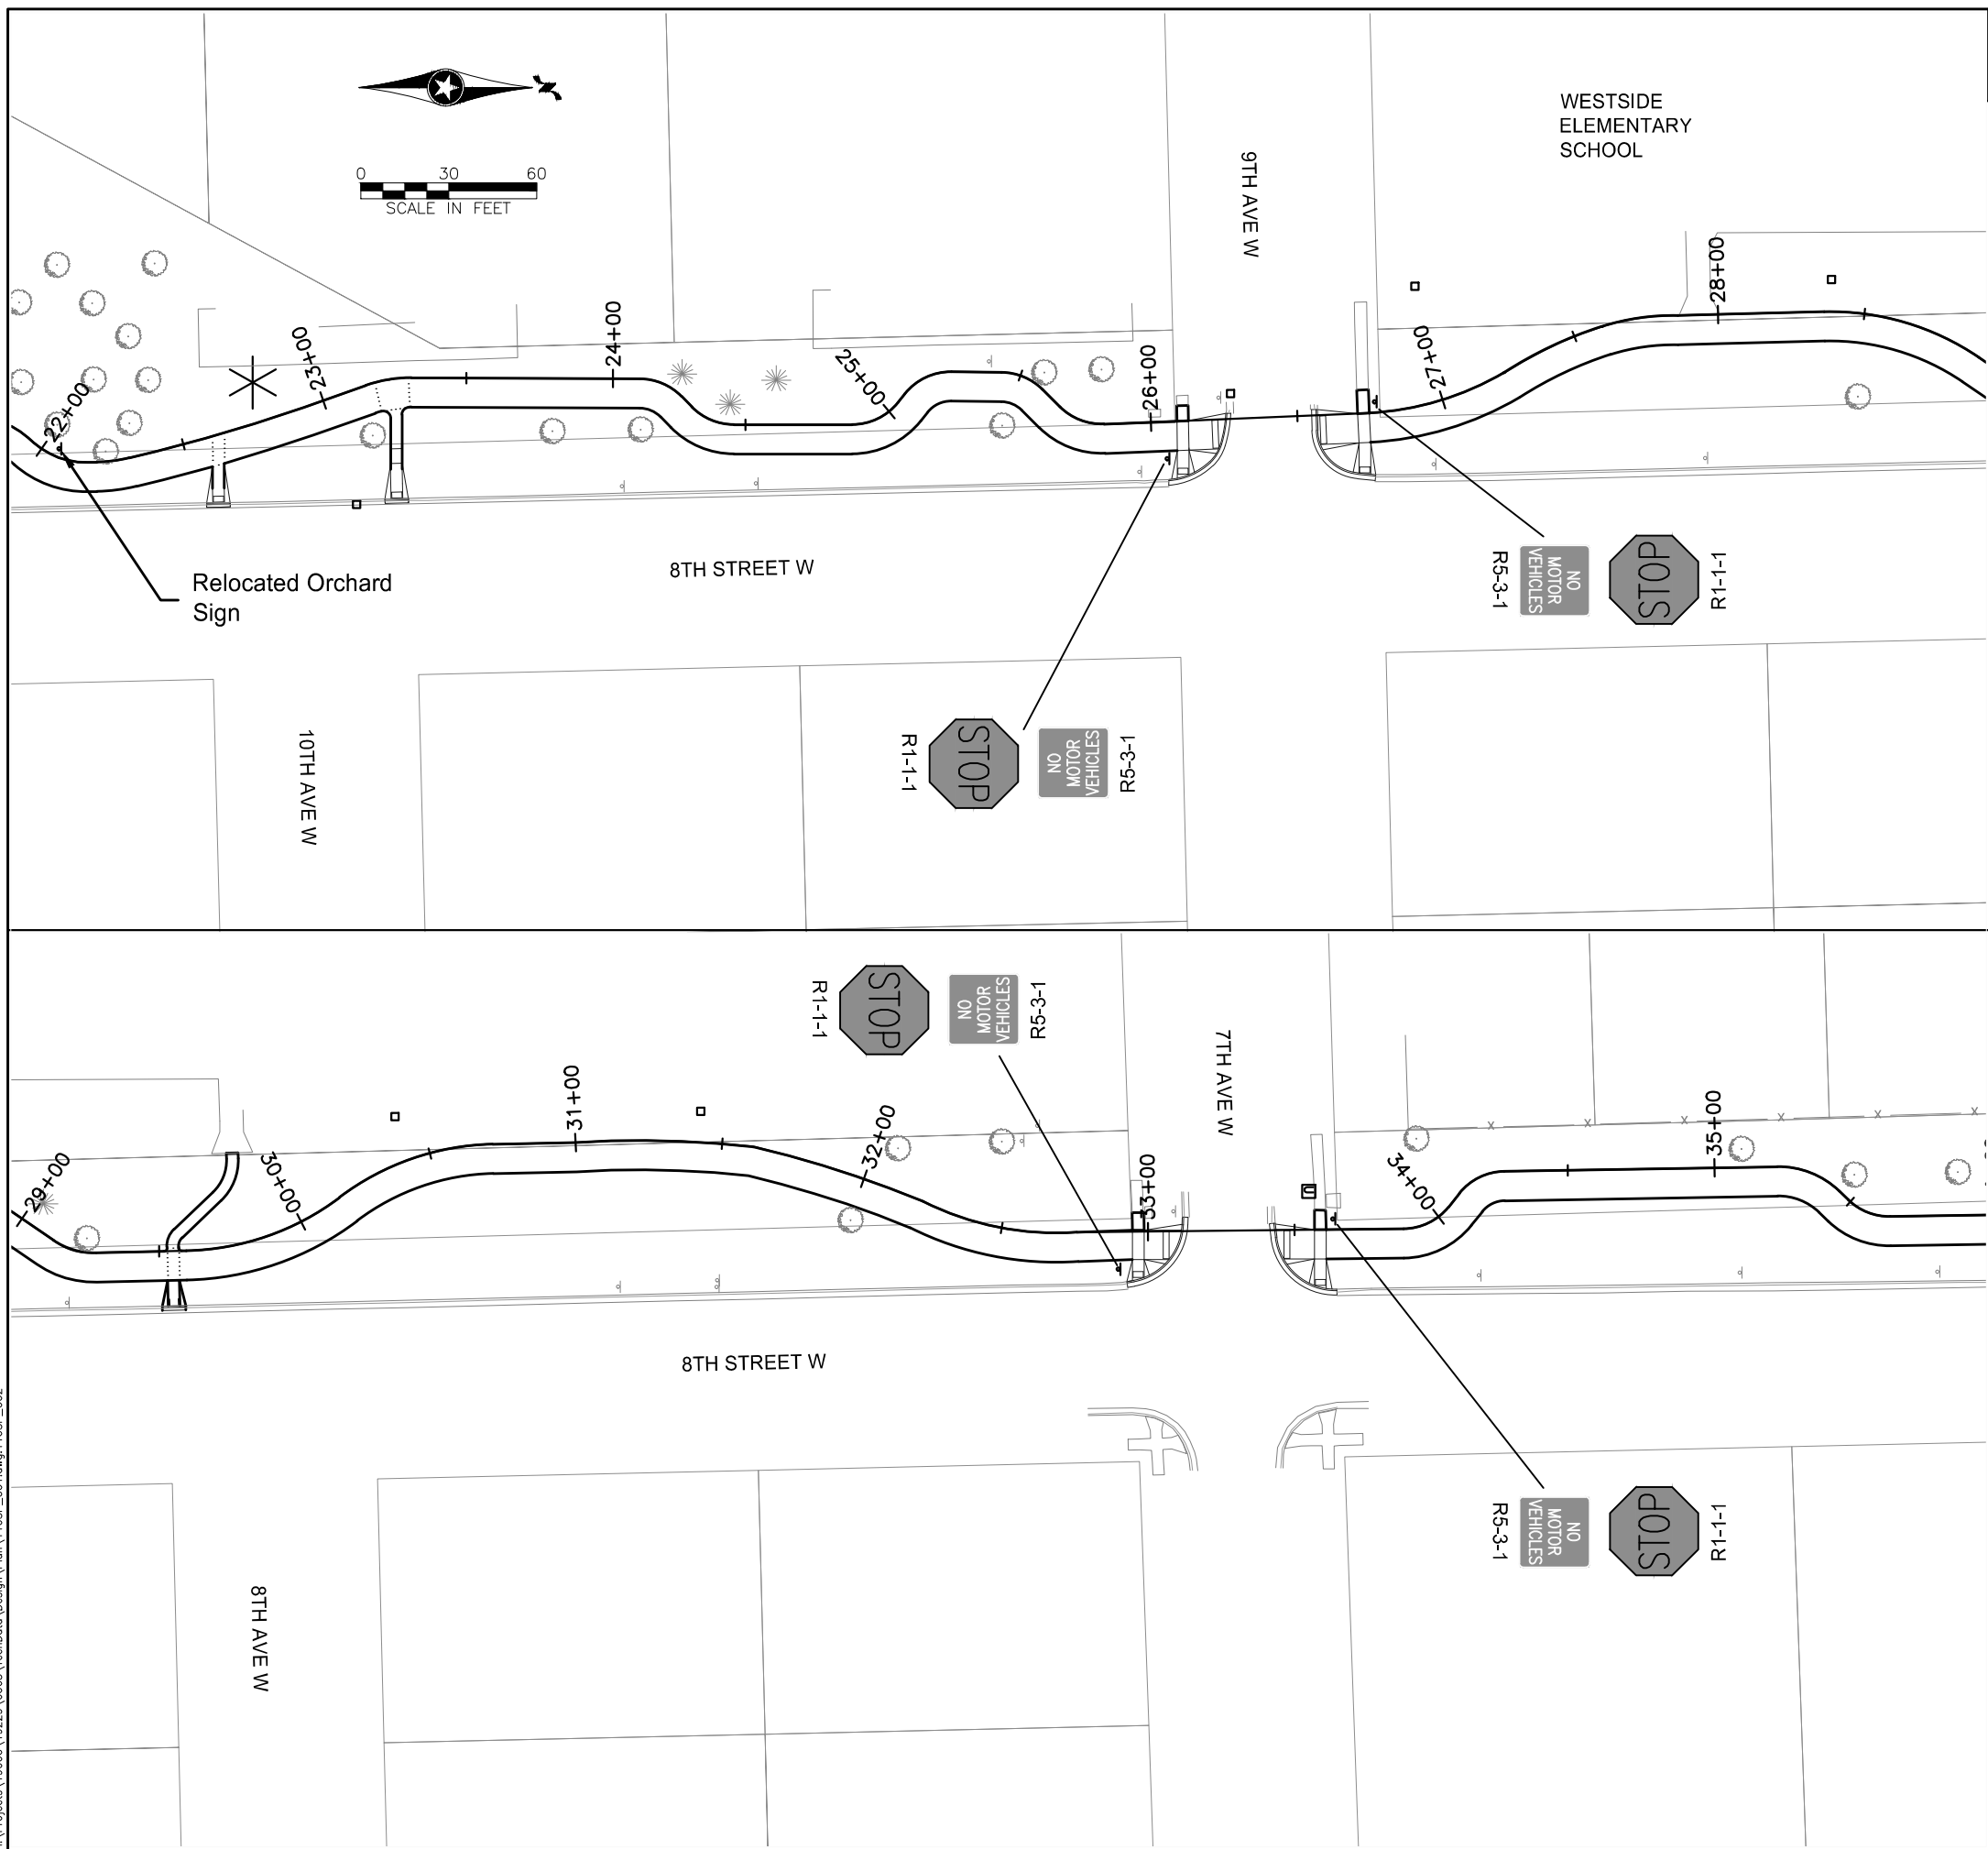 WESTSIDE
ELEMENTARY
SCHOOL
0 30 60
SCALE IN FEET
9TH AVE W
22+00
23+00
24+00
25+00
26+00
27+00
28+00
Relocated Orchard
Sign
8TH STREET W
R5-3-1
NO
MOTOR
VEHICLES
STOP
R1-1-1
10TH AVE W
R1-1-1
STOP
NO
MOTOR
VEHICLES
R5-3-1
R1-1-1
STOP
NO
MOTOR
VEHICLES
R5-3-1
7TH AVE W
29+00
30+00
31+00
32+00
33+00
34+00
35+00
8TH STREET W
R5-3-1
NO
MOTOR
VEHICLES
STOP
R1-1-1
8TH AVE W